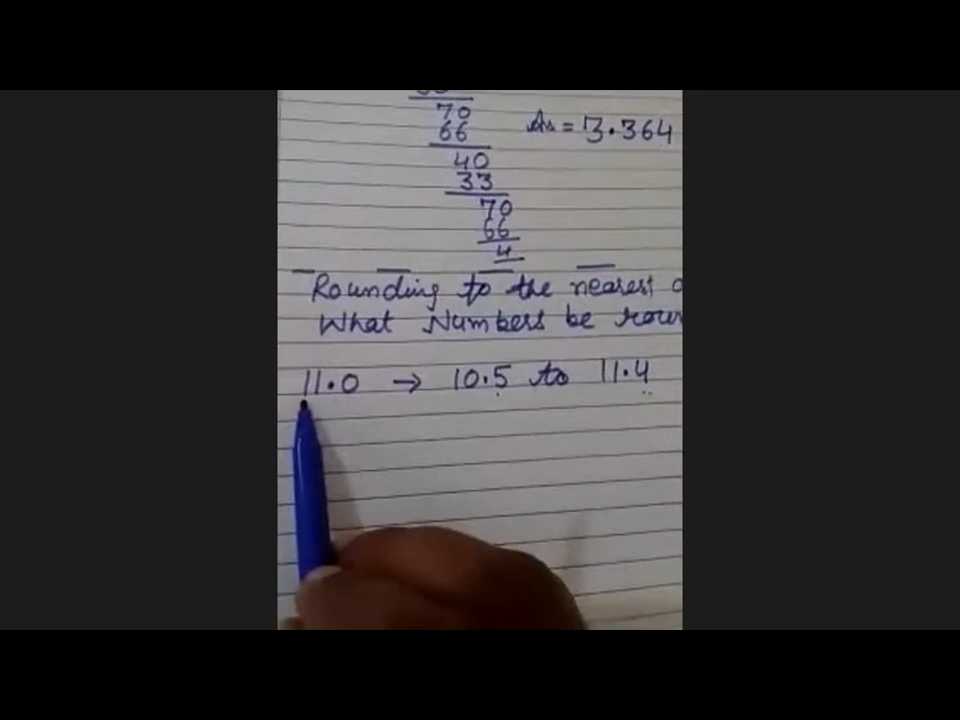 70
66
Ans = 3.364
40
33
70
66
4
Rounding to the nearest
What Numbers be
11.0 → 10.5 to 11.4